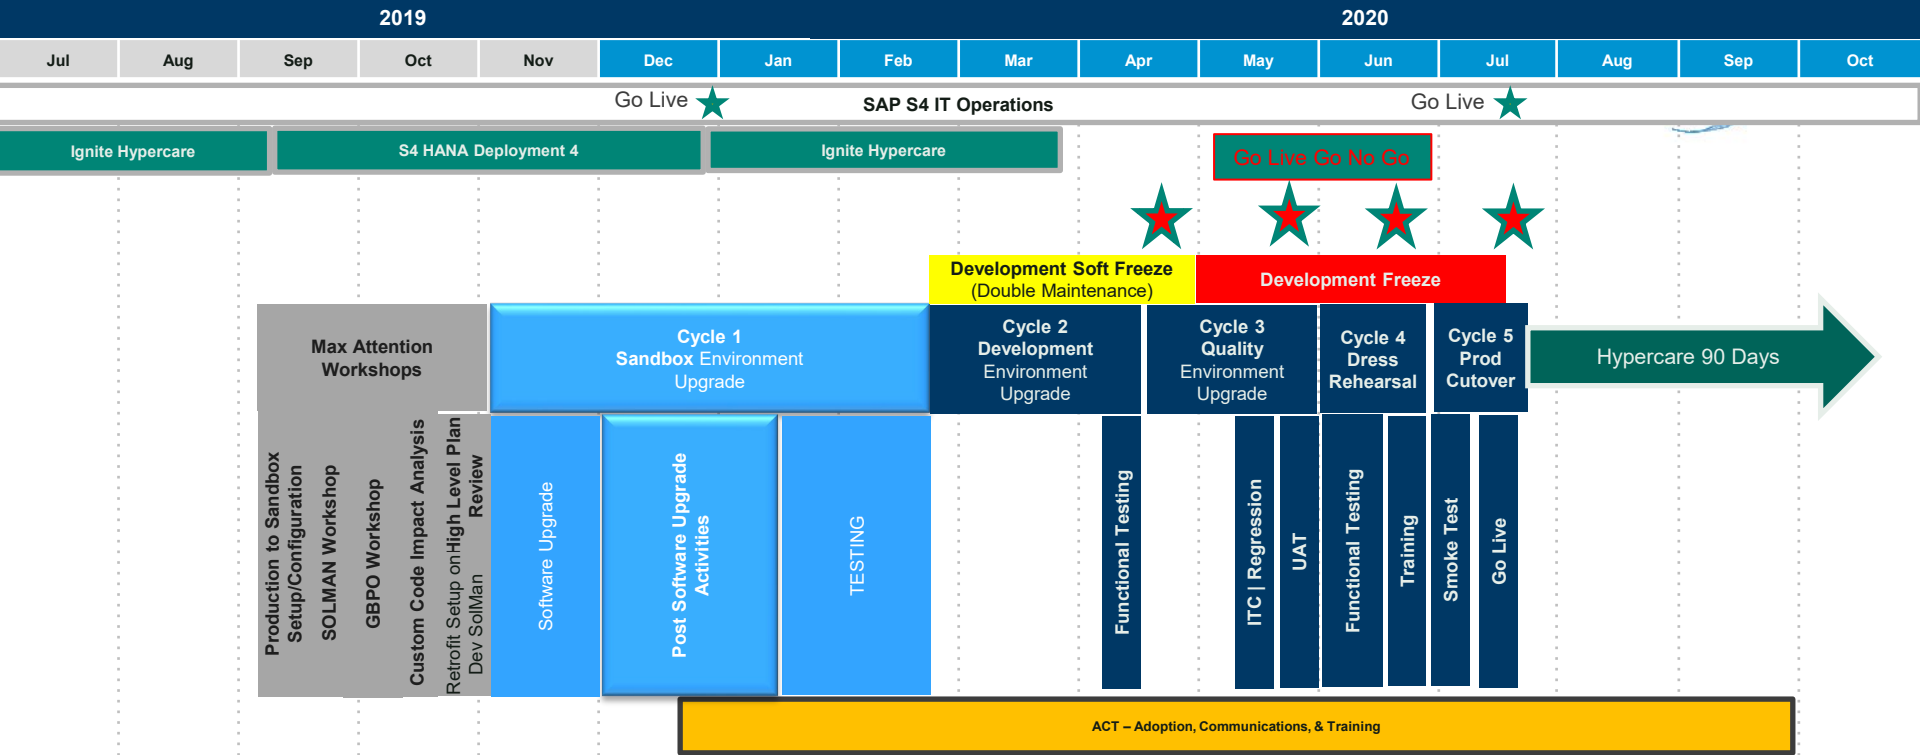 2019
2020
Jul
Aug
Sep
Oct
Nov
Dec
Jan
Feb
Mar
Apr
May
Jun
Jul
Aug
Sep
Oct
Go Live
SAP S4 IT Operations
Go Live
Ignite Hypercare
S4 HANA Deployment 4
Ignite Hypercare
Go Live Go No Go
Development Soft Freeze
(Double Maintenance)
Development Freeze
Max Attention
Workshops
Cycle 1
Sandbox Environment
Upgrade
Cycle 2
Development
Environment
Upgrade
Cycle 3
Quality
Environment
Upgrade
Cycle 4
Dress
Rehearsal
Cycle 5
Prod
Cutover
Hypercare 90 Days
Production to Sandbox
Setup/Configuration
SOLMAN Workshop
GBPO Workshop
Custom Code Impact Analysis
Retrofit Setup onHigh Level Plan
Dev SolMan Review
Software Upgrade
Post Software Upgrade
Activities
TESTING
Functional Testing
ITC | Regression
UAT
Functional Testing
Training
Smoke Test
Go Live
ACT – Adoption, Communications, & Training